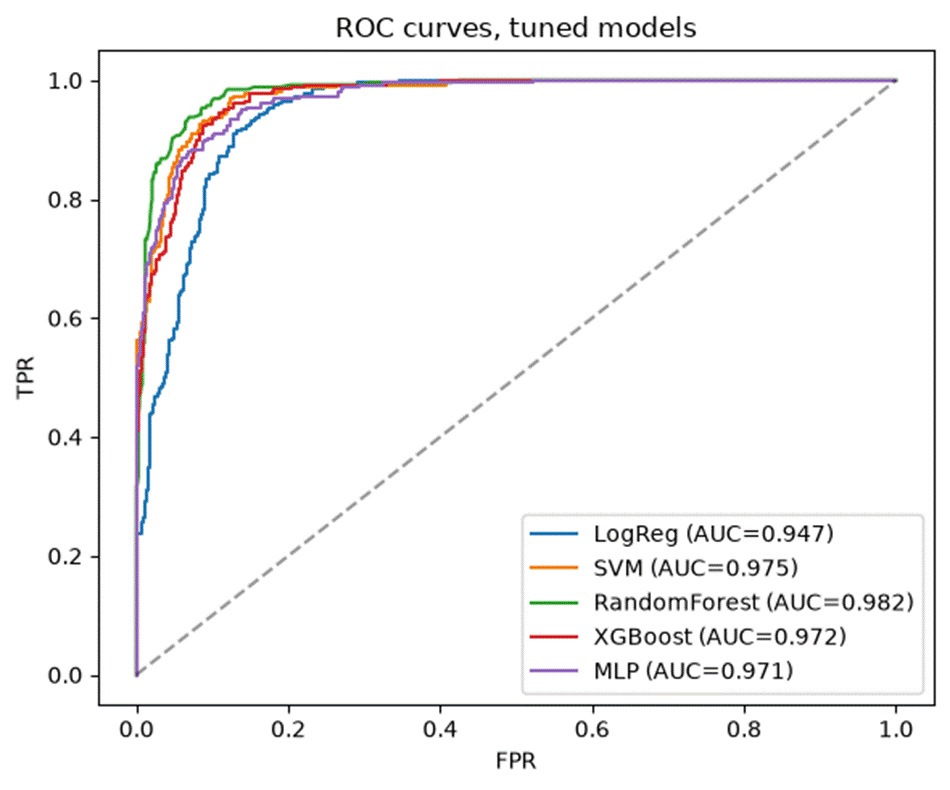 ROC curves, tuned models
1.0
0.8
0.6
0.4
0.2
0.0
TPR
LogReg (AUC=0.947)
SVM (AUC=0.975)
RandomForest (AUC=0.982)
XGBoost (AUC=0.972)
MLP (AUC=0.971)
0.0 0.2 0.4 0.6 0.8 1.0
FPR